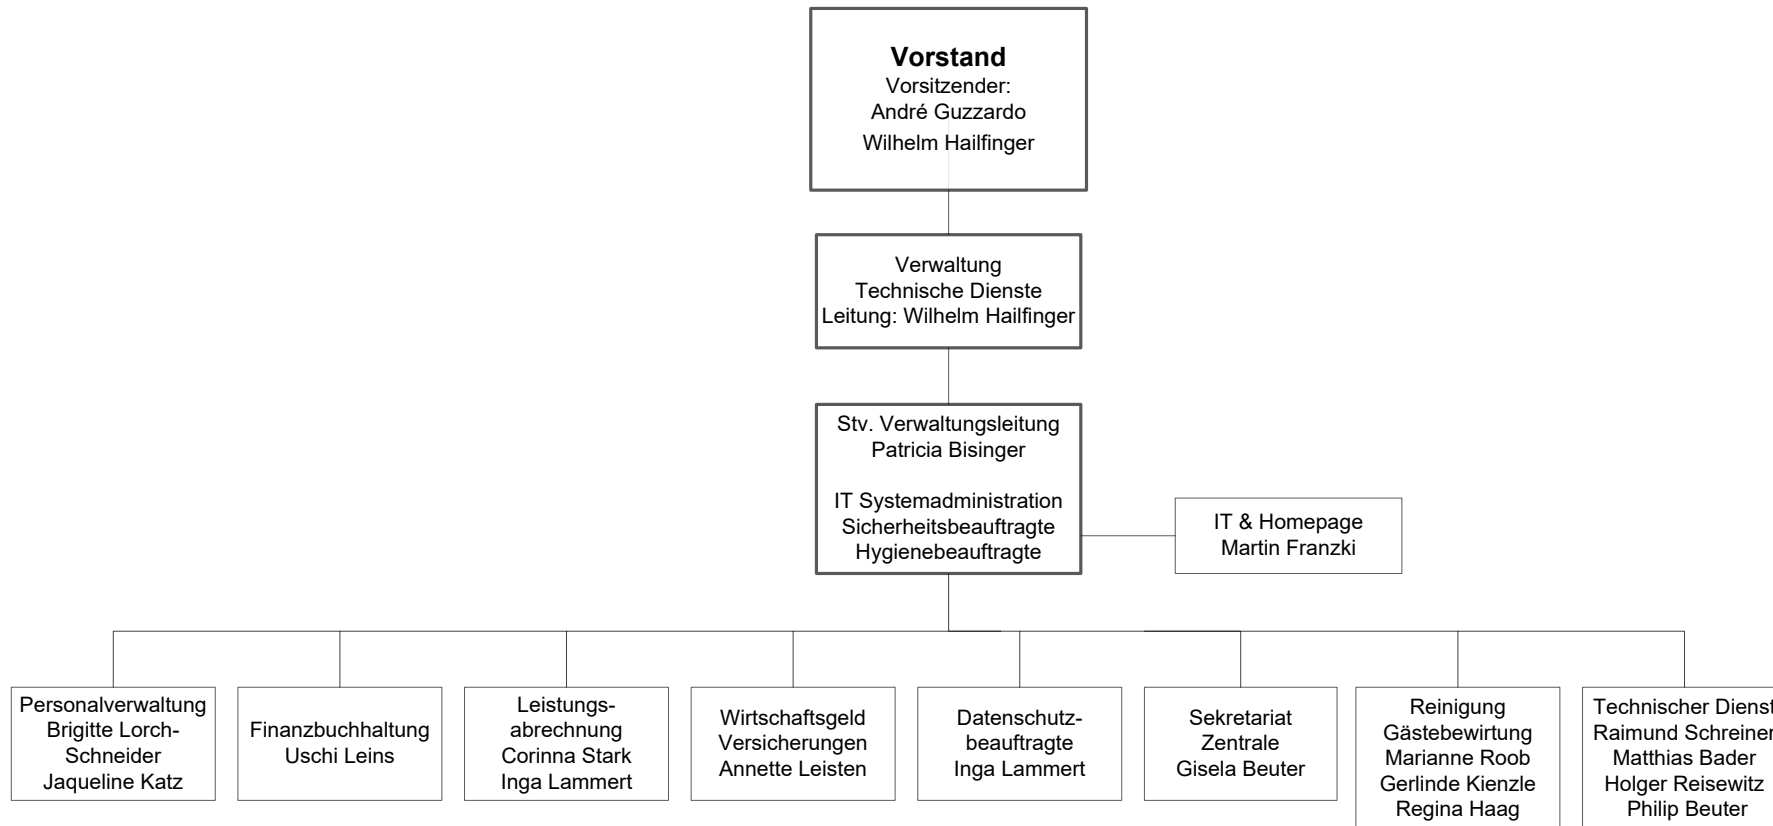 Vorstand
Vorsitzender:
André Guzzardo
Wilhelm Hailfinger
Verwaltung
Technische Dienste
Leitung: Wilhelm Hailfinger
Stv. Verwaltungsleitung
Patricia Bisinger
IT Systemadministration
Sicherheitsbeauftragte
Hygienebeauftragte
IT & Homepage
Martin Franzki
Personalverwaltung
Brigitte Lorch-
Schneider
Jaqueline Katz
Finanzbuchhaltung
Uschi Leins
Leistungs-
abrechnung
Corinna Stark
Inga Lammert
Wirtschaftsgeld
Versicherungen
Annette Leisten
Datenschutz-
beauftragte
Inga Lammert
Sekretariat
Zentrale
Gisela Beuter
Reinigung
Gästebewirtung
Marianne Roob
Gerlinde Kienzle
Regina Haag
Technischer Dienst
Raimund Schreiner
Matthias Bader
Holger Reisewitz
Philip Beuter